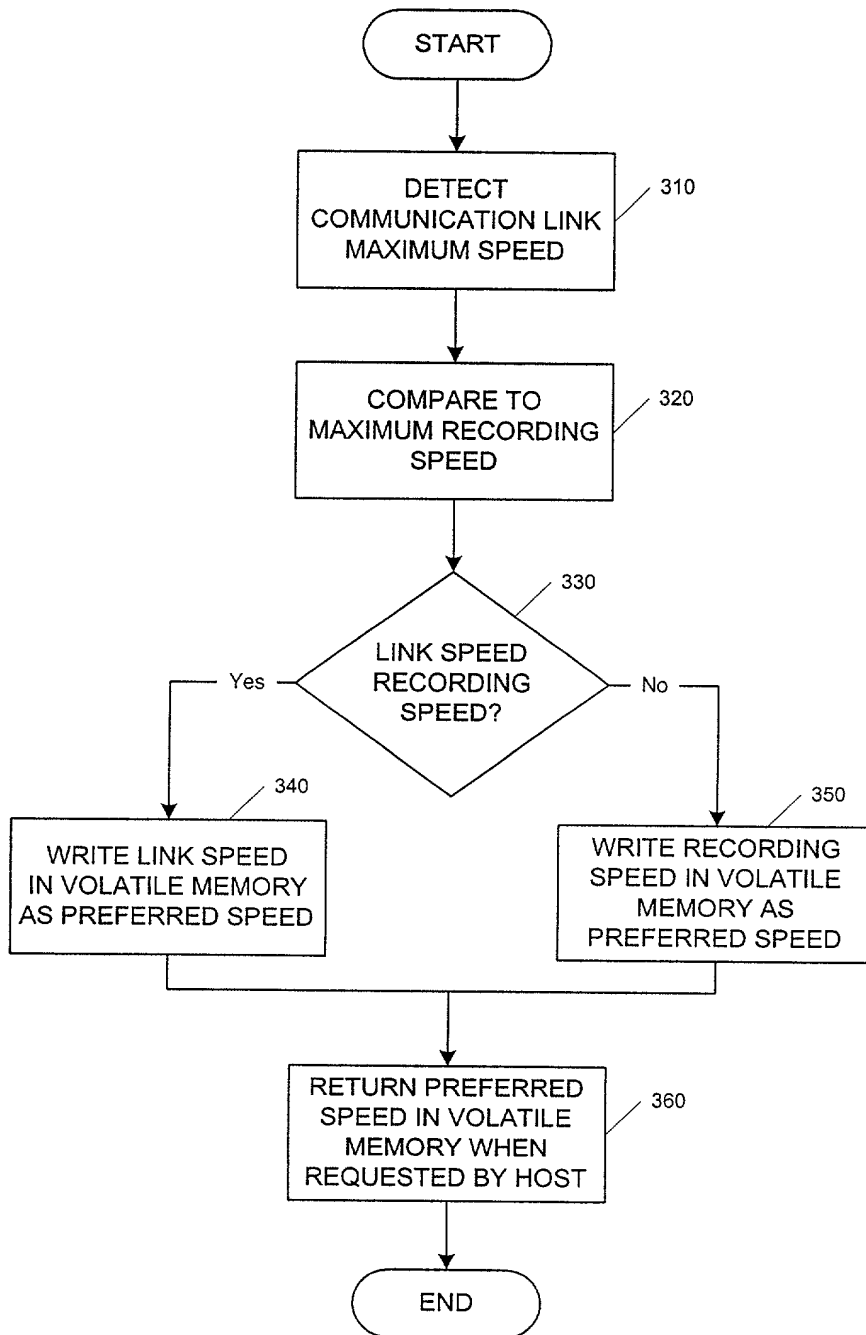 START
DETECT
COMMUNICATION LINK
MAXIMUM SPEED
310
COMPARE TO
MAXIMUM RECORDING
SPEED
320
330
LINK SPEED
RECORDING
SPEED?
Yes
No
340
WRITE LINK SPEED
IN VOLATILE MEMORY
AS PREFERRED SPEED
350
WRITE RECORDING
SPEED IN VOLATILE
MEMORY AS
PREFERRED SPEED
RETURN PREFERRED
SPEED IN VOLATILE
MEMORY WHEN
REQUESTED BY HOST
360
END